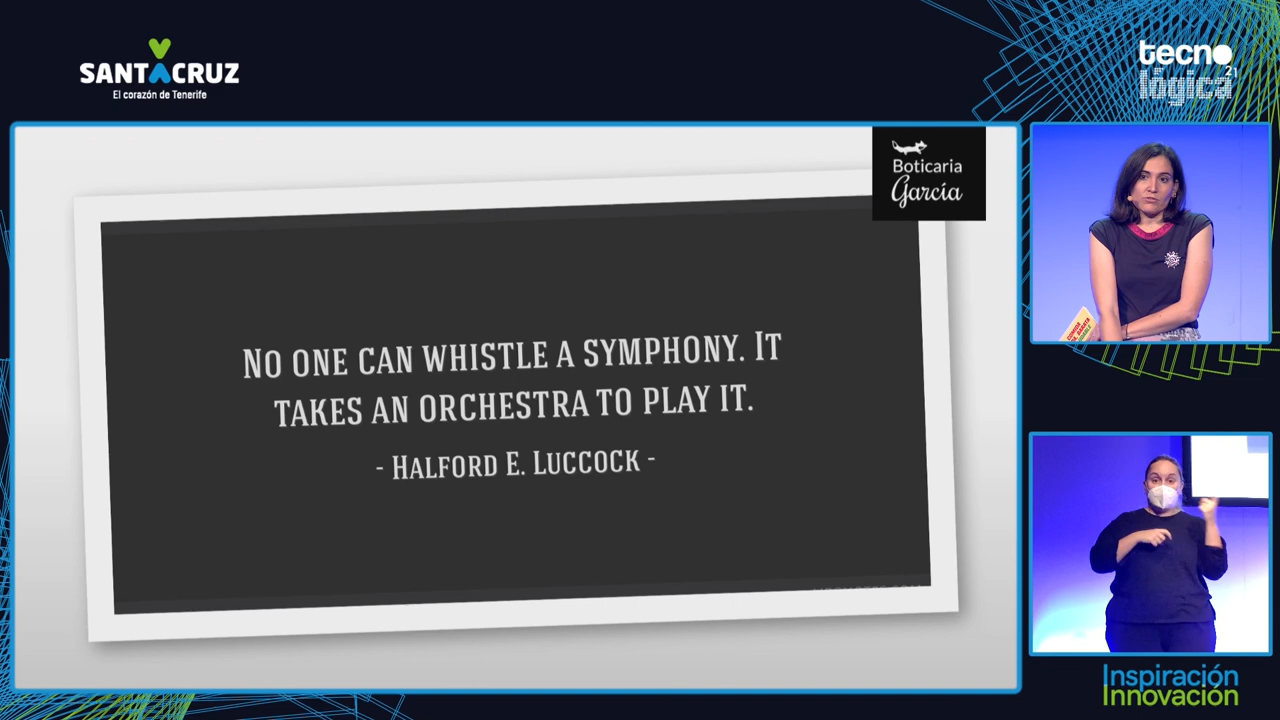 SANTACRUZ
El corazón de Tenerife
tecno
lógica
21
Boticaria
García
No one can whistle a symphony. It
takes an orchestra to play it.
- Halford E. Luccock -
Inspiración
Innovación